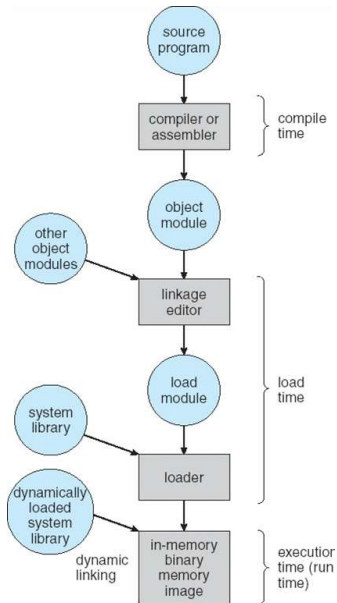 source
program
compiler or
assembler
compile
time
object
module
other
object
modules
linkage
editor
load
module
load
time
system
library
loader
dynamically
loaded
system
library
dynamic
linking
in-memory
binary
memory
image
execution
time (run
time)